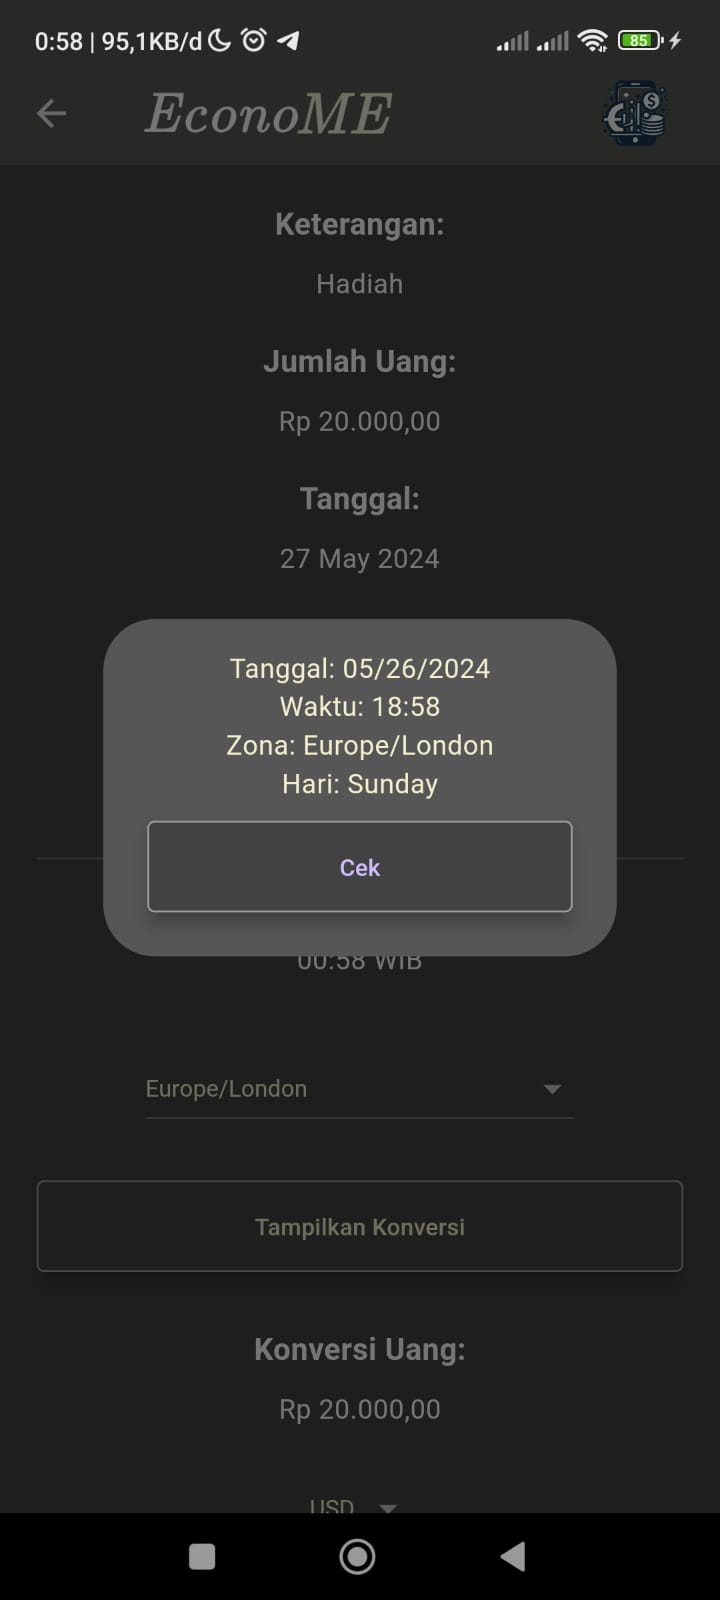 0:58 | 95,1KB/d
85
EconoME
Keterangan:
Hadiah
Jumlah Uang:
Rp 20.000,00
Tanggal:
27 May 2024
Tanggal: 05/26/2024
Waktu: 18:58
Zona: Europe/London
Hari: Sunday
Cek
00:58 WIB
Europe/London
Tampilkan Konversi
Konversi Uang:
Rp 20.000,00
USD